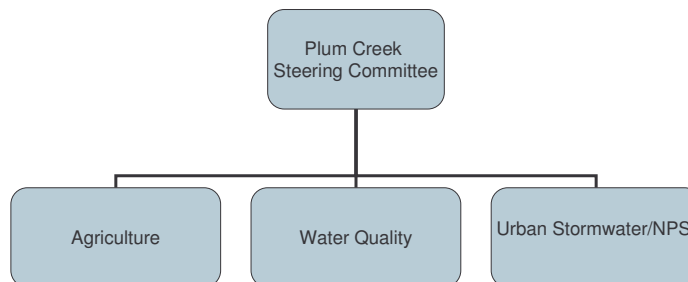 Plum Creek
Steering Committee
Agriculture
Water Quality
Urban Stormwater/NPS